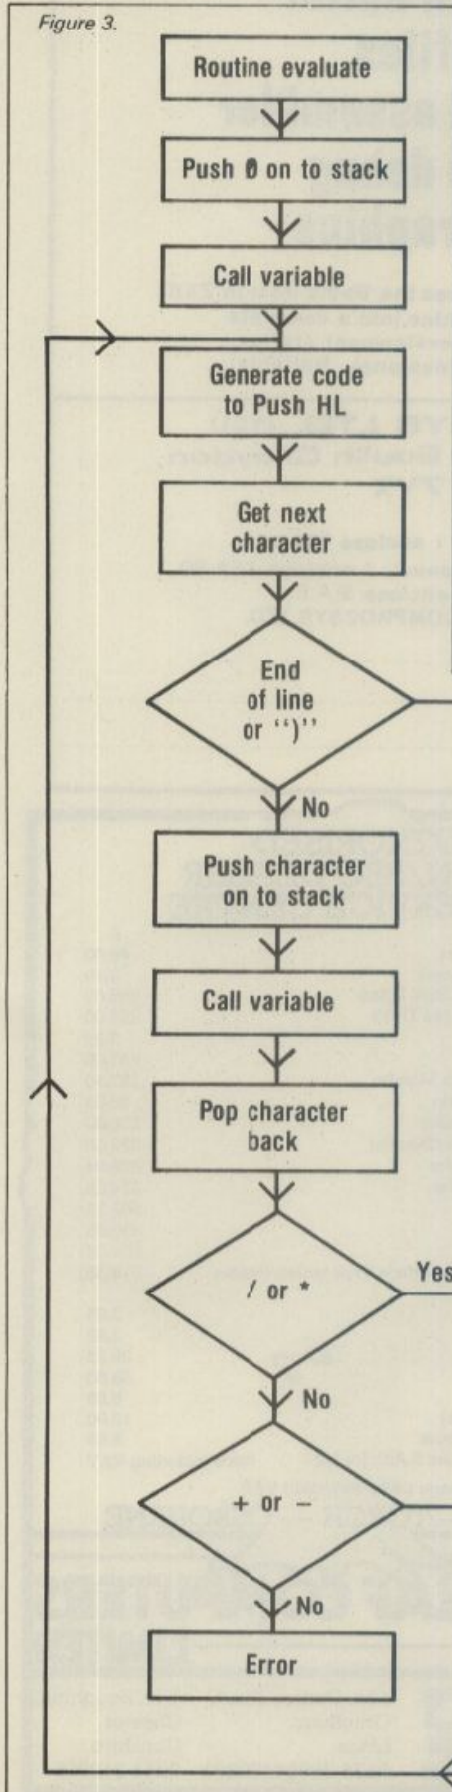 Figure 3.
Routine evaluate
Push 0 on to stack
Call variable
Generate code
to Push HL
Get next
character
End
of line
or “)”
No
Push character
on to stack
Call variable
Pop character
back
/ or *
Yes
No
+ or −
No
Error